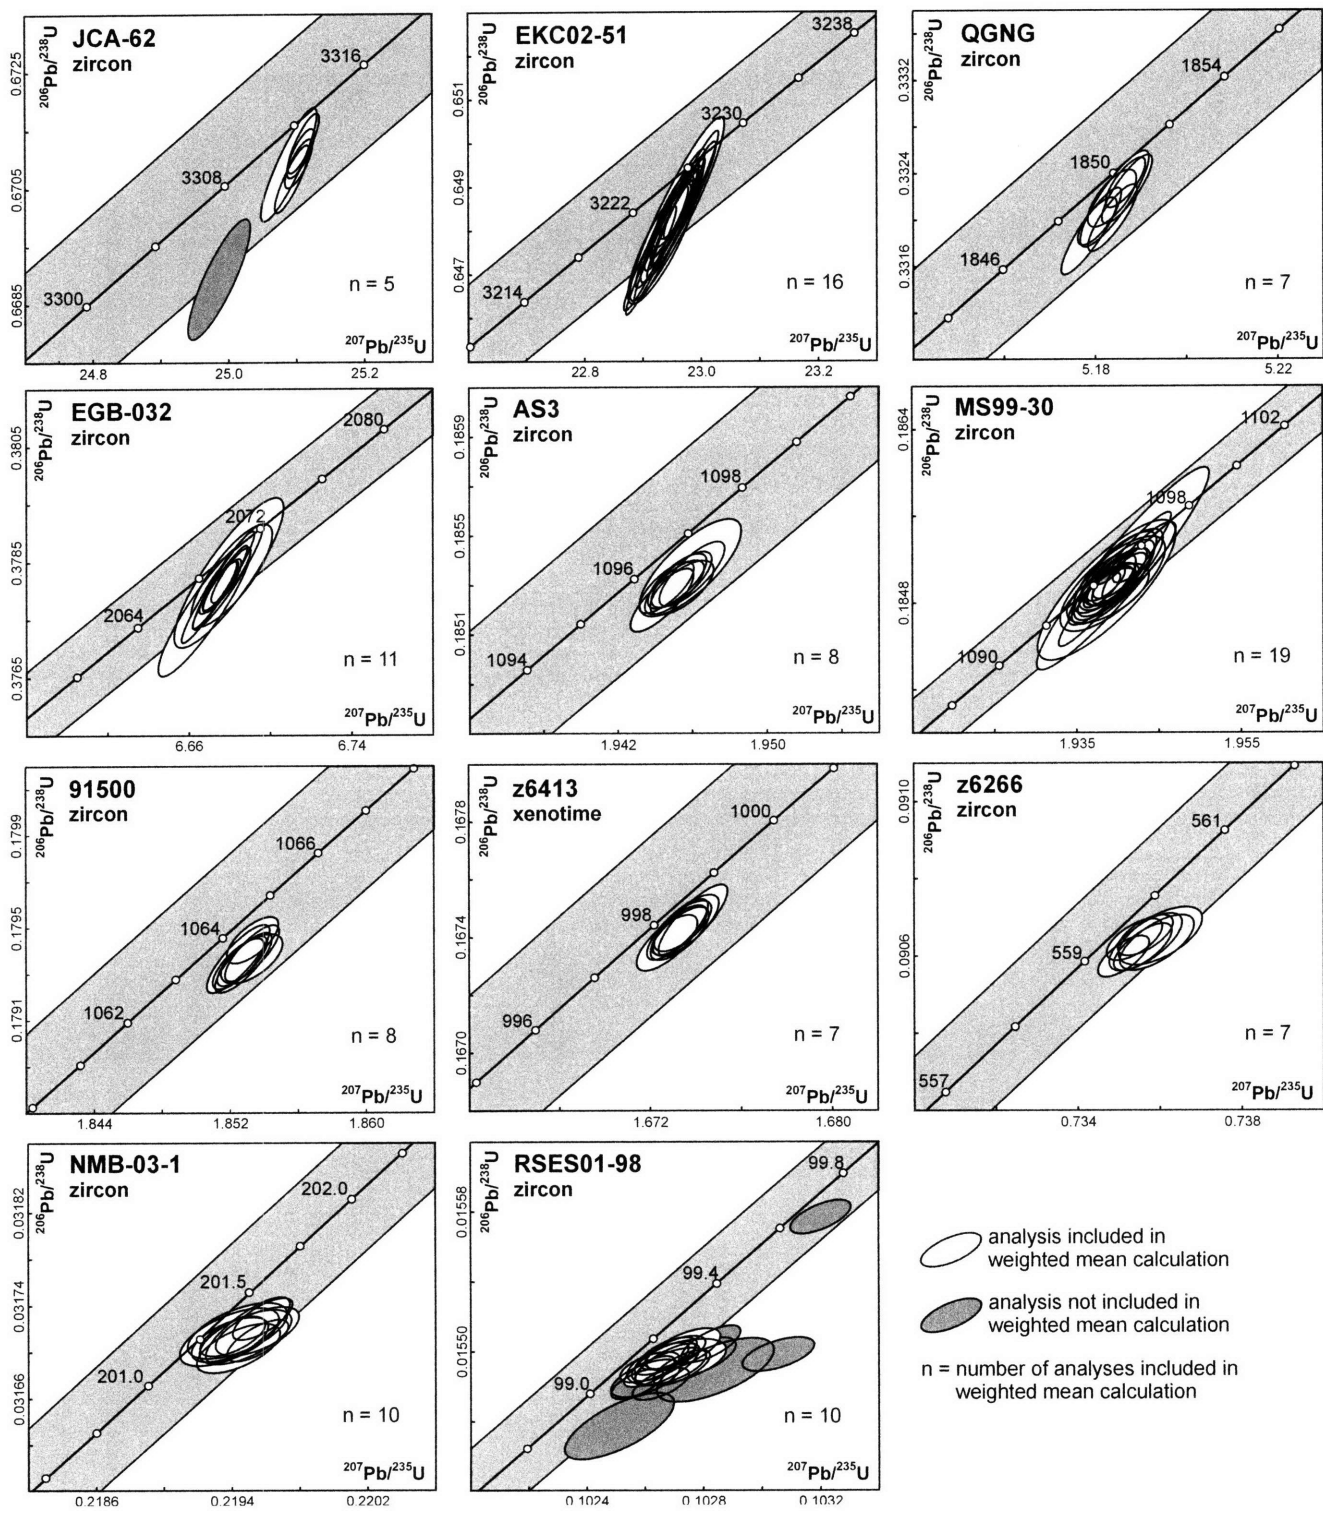 JCA-62
zircon
²⁰⁶Pb/²³⁸U
0.6725
0.6705
0.6685
3316
3308
3300
n = 5
²⁰⁷Pb/²³⁵U
24.8 25.0 25.2
EKC02-51
zircon
²⁰⁶Pb/²³⁸U
0.651
0.649
0.647
3238
3230
3222
3214
n = 16
²⁰⁷Pb/²³⁵U
22.8 23.0 23.2
QGNG
zircon
²⁰⁶Pb/²³⁸U
0.3332
0.3324
0.3316
1854
1850
1846
n = 7
²⁰⁷Pb/²³⁵U
5.18 5.22
EGB-032
zircon
²⁰⁶Pb/²³⁸U
0.3805
0.3785
0.3765
2080
2072
2064
n = 11
²⁰⁷Pb/²³⁵U
6.66 6.74
AS3
zircon
²⁰⁶Pb/²³⁸U
0.1859
0.1855
0.1851
1098
1096
1094
n = 8
²⁰⁷Pb/²³⁵U
1.942 1.950
MS99-30
zircon
²⁰⁶Pb/²³⁸U
0.1864
0.1848
1102
1098
1090
n = 19
²⁰⁷Pb/²³⁵U
1.935 1.955
91500
zircon
²⁰⁶Pb/²³⁸U
0.1799
0.1795
0.1791
1066
1064
1062
n = 8
²⁰⁷Pb/²³⁵U
1.844 1.852 1.860
z6413
xenotime
²⁰⁶Pb/²³⁸U
0.1678
0.1674
0.1670
1000
998
996
n = 7
²⁰⁷Pb/²³⁵U
1.672 1.680
z6266
zircon
²⁰⁶Pb/²³⁸U
0.0910
0.0906
561
559
557
n = 7
²⁰⁷Pb/²³⁵U
0.734 0.738
NMB-03-1
zircon
²⁰⁶Pb/²³⁸U
0.03182
0.03174
0.03166
202.0
201.5
201.0
n = 10
²⁰⁷Pb/²³⁵U
0.2186 0.2194 0.2202
RSES01-98
zircon
²⁰⁶Pb/²³⁸U
0.01558
0.01550
99.8
99.4
99.0
n = 10
²⁰⁷Pb/²³⁵U
0.1024 0.1028 0.1032
analysis included in
weighted mean calculation
analysis not included in
weighted mean calculation
n = number of analyses included in
weighted mean calculation